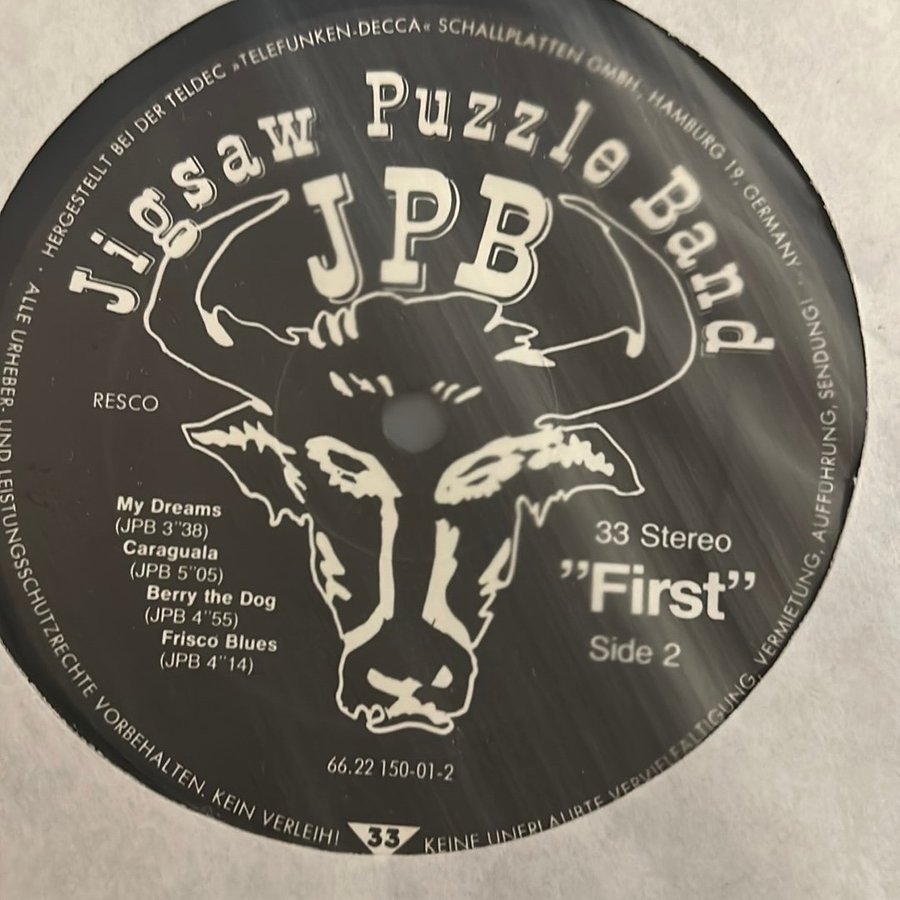 HERGESTELLT BEI DER TELDEC »TELEFUNKEN-DECCA« SCHALLPLATTEN GMBH, HAMBURG 19, GERMANY ·
Jigsaw Puzzle Band
JPB
RESCO
My Dreams
(JPB 3"38)
Caraguala
(JPB 5"05)
Berry the Dog
(JPB 4"55)
Frisco Blues
(JPB 4"14)
33 Stereo
"First"
Side 2
66.22 150-01-2
· ALLE URHEBER- UND LEISTUNGSSCHUTZRECHTE VORBEHALTEN. KEIN VERLEIH!
33
KEINE UNERLAUBTE VERVIELFÄLTIGUNG, VERMIETUNG, AUFFÜHRUNG, SENDUNG!